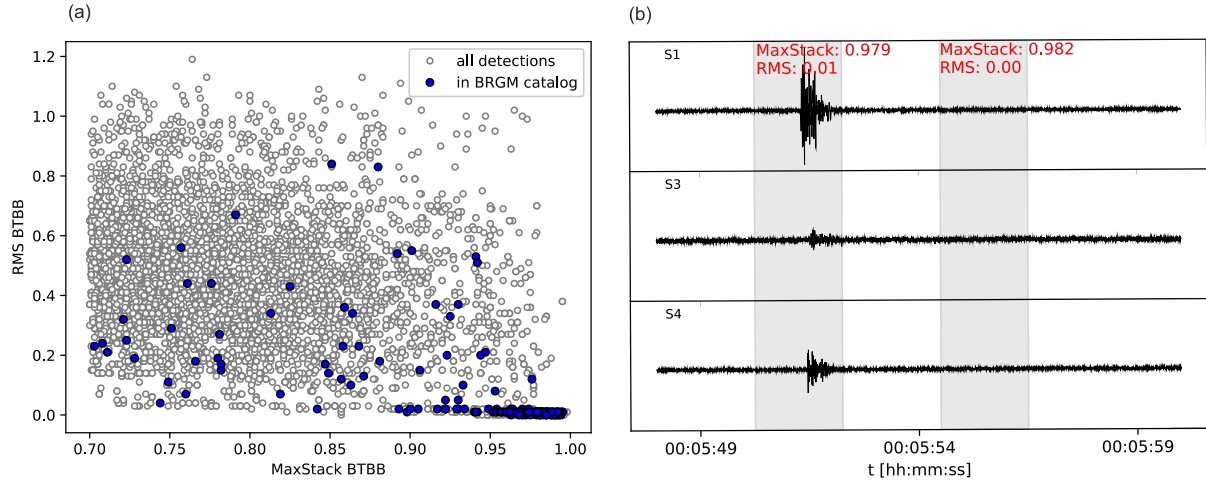 (a)
1.2
1.0
0.8
0.6
0.4
0.2
0.0
RMS BTBB
all detections
in BRGM catalog
0.70 0.75 0.80 0.85 0.90 0.95 1.00
MaxStack BTBB
(b)
S1
MaxStack: 0.979
RMS: 0.01
MaxStack: 0.982
RMS: 0.00
S3
S4
00:05:49 00:05:54 00:05:59
t [hh:mm:ss]